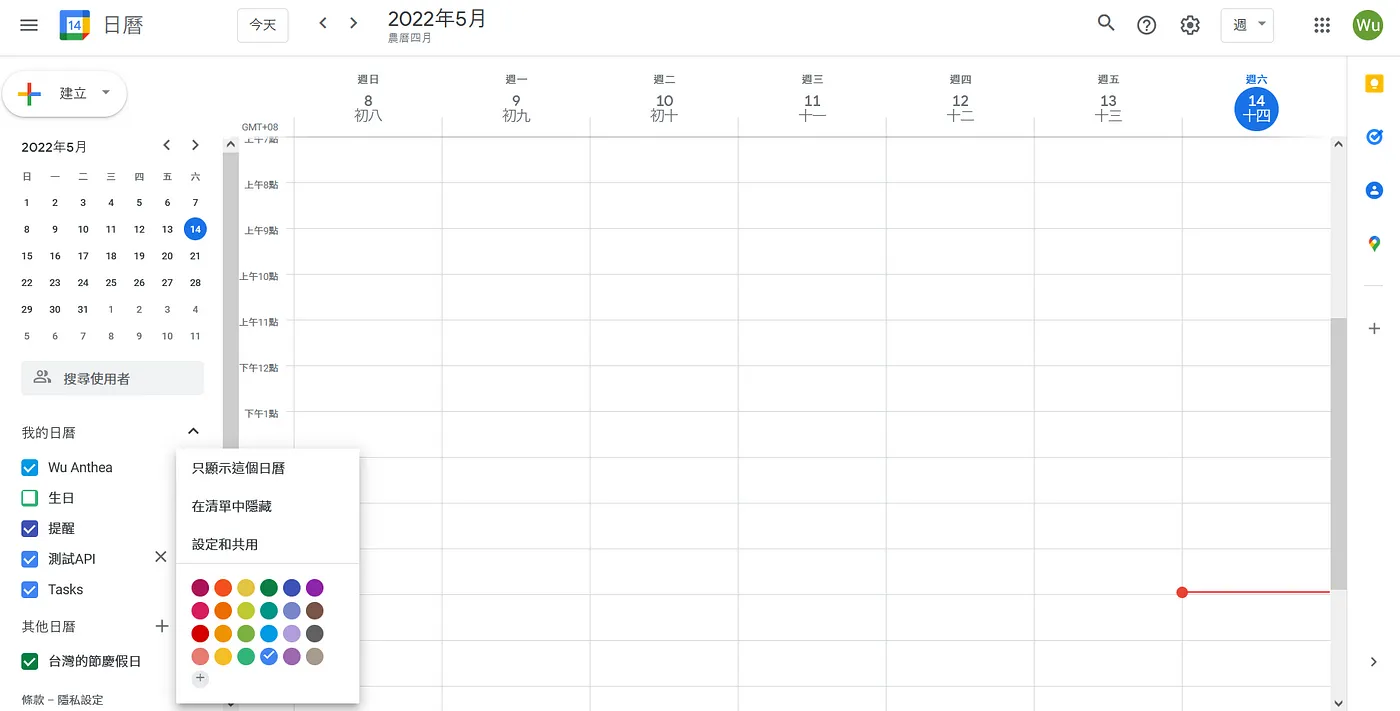 14 日曆 今天 2022年5月 週 Wu
農曆四月
建立
2022年5月
日 一 二 三 四 五 六
1 2 3 4 5 6 7
8 9 10 11 12 13 14
15 16 17 18 19 20 21
22 23 24 25 26 27 28
29 30 31 1 2 3 4
5 6 7 8 9 10 11
搜尋使用者
我的日曆
Wu Anthea
生日
提醒
測試API
Tasks
其他日曆
台灣的節慶假日
條款 – 隱私設定
只顯示這個日曆
在清單中隱藏
設定和共用
週日 週一 週二 週三 週四 週五 週六
8 9 10 11 12 13 14
初八 初九 初十 十一 十二 十三 十四
GMT+08
上午7點
上午8點
上午9點
上午10點
上午11點
下午12點
下午1點